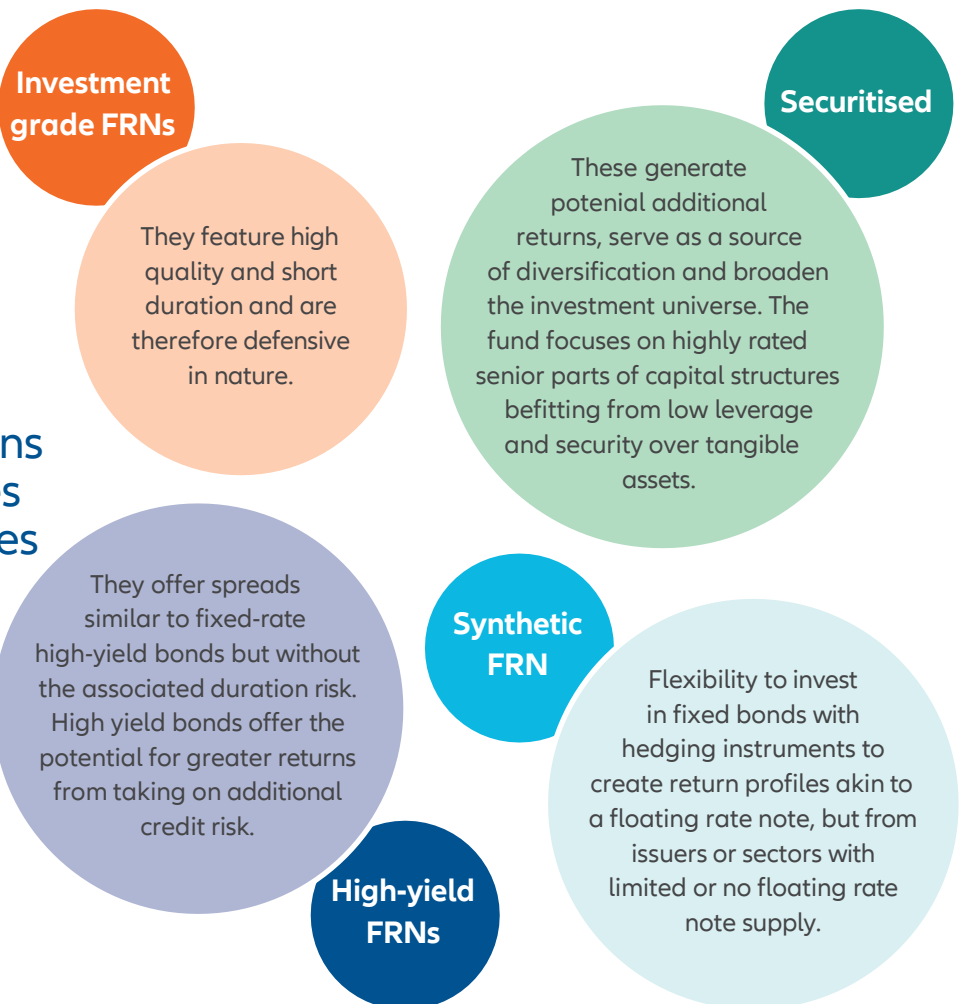 Investment
grade FRNs
They feature high
quality and short
duration and are
therefore defensive
in nature.
Securitised
These generate
potenial additional
returns, serve as a source
of diversification and broaden
the investment universe. The
fund focuses on highly rated
senior parts of capital structures
befitting from low leverage
and security over tangible
assets.
ns
es
es
They offer spreads
similar to fixed-rate
high-yield bonds but without
the associated duration risk.
High yield bonds offer the
potential for greater returns
from taking on additional
credit risk.
High-yield
FRNs
Synthetic
FRN
Flexibility to invest
in fixed bonds with
hedging instruments to
create return profiles akin to
a floating rate note, but from
issuers or sectors with
limited or no floating rate
note supply.